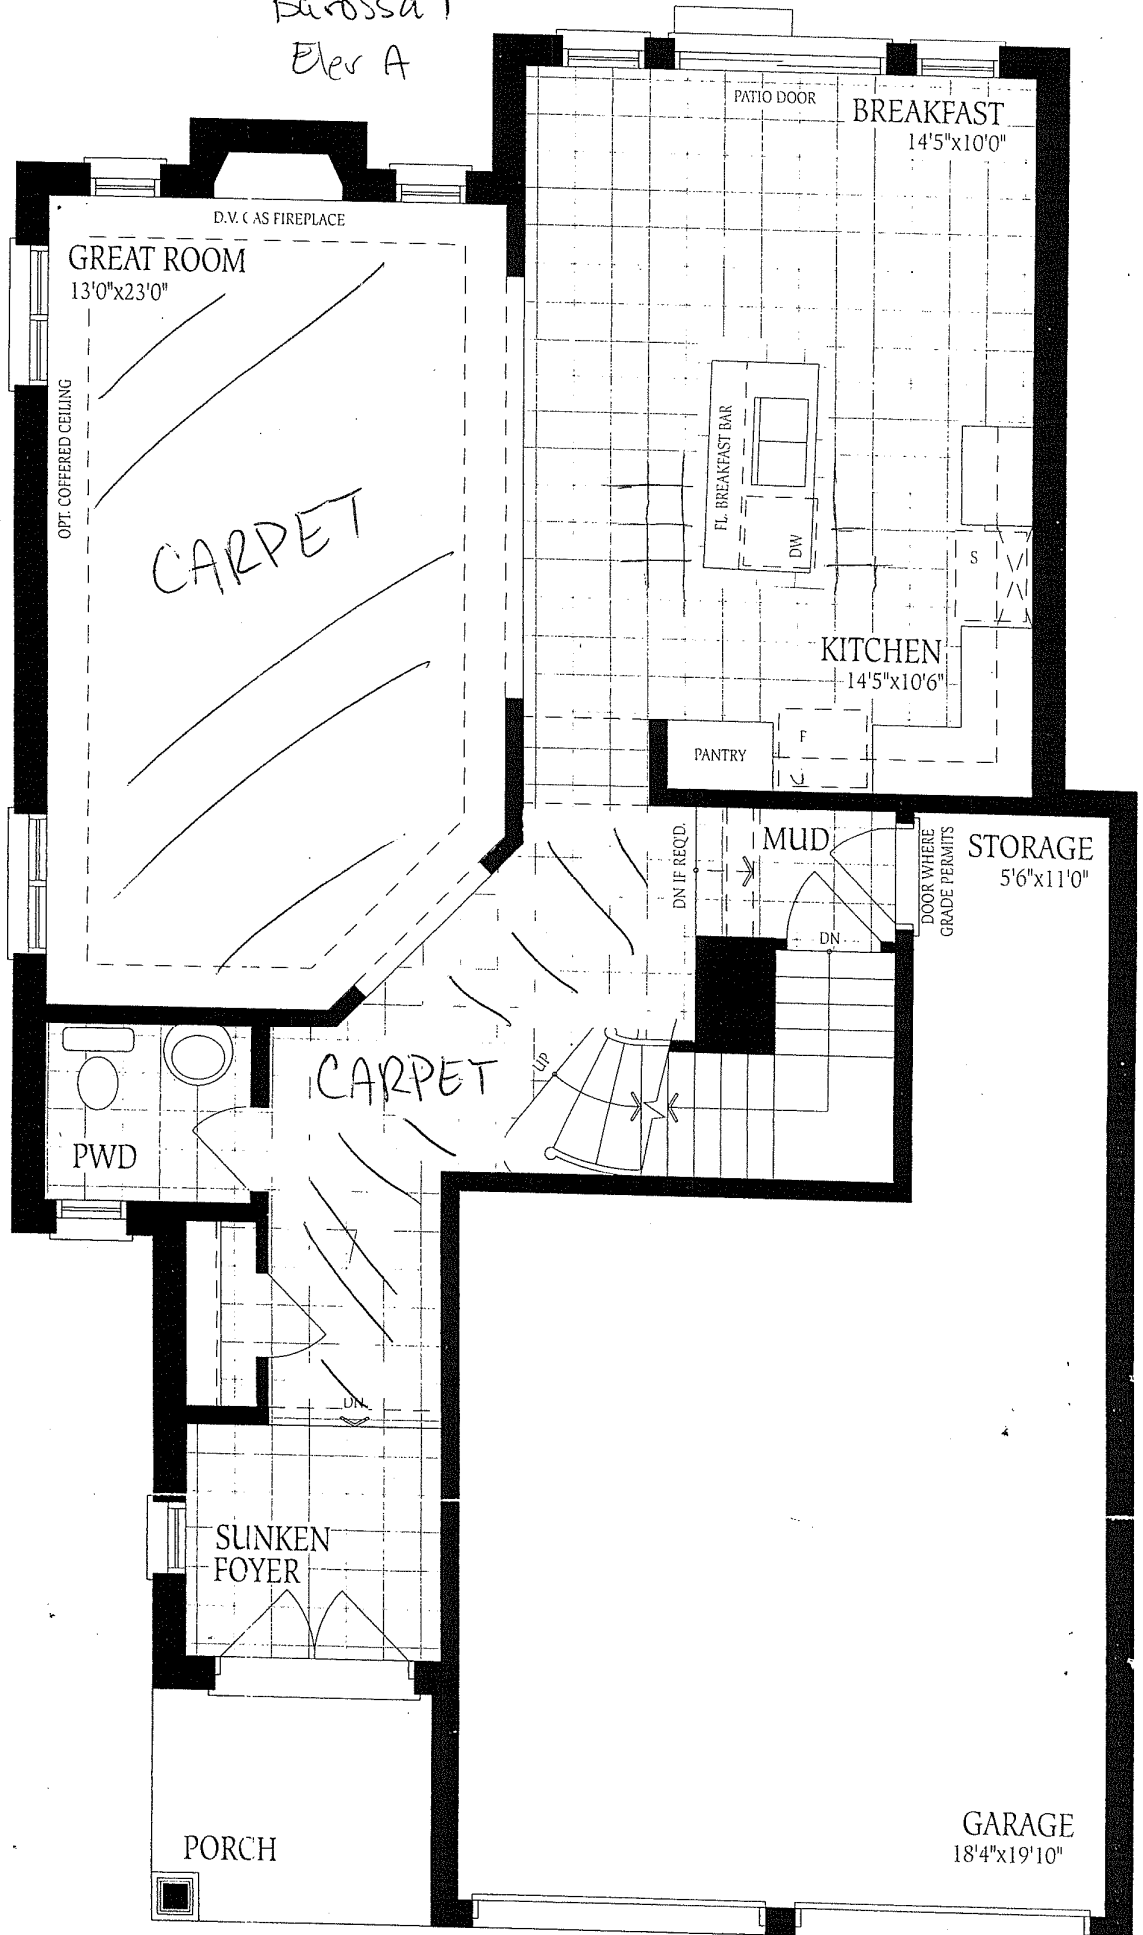 Barossa 1
Elev A
PATIO DOOR
BREAKFAST
14'5"x10'0"
D.V. GAS FIREPLACE
GREAT ROOM
13'0"x23'0"
OPT. COFFERED CEILING
CARPET
FL. BREAKFAST BAR
DW
S
KITCHEN
14'5"x10'6"
PANTRY
F
DN IF REQ'D.
MUD
DOOR WHERE
GRADE PERMITS
STORAGE
5'6"x11'0"
DN
UP
CARPET
PWD
DN
SUNKEN
FOYER
PORCH
GARAGE
18'4"x19'10"